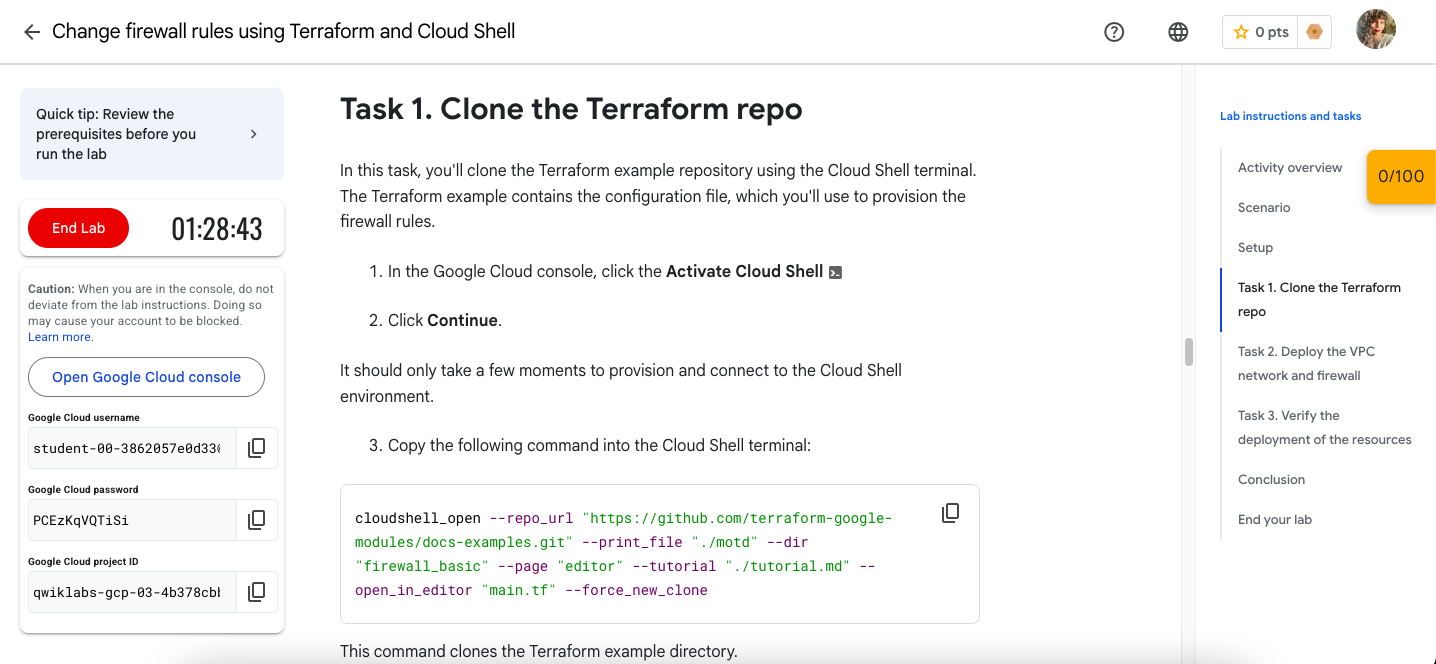 Change firewall rules using Terraform and Cloud Shell
0 pts
Quick tip: Review the
prerequisites before you
run the lab
End Lab
01:28:43
Caution: When you are in the console, do not
deviate from the lab instructions. Doing so
may cause your account to be blocked.
Learn more.
Open Google Cloud console
Google Cloud username
student-00-3862057e0d33
Google Cloud password
PCEzKqVQTiSi
Google Cloud project ID
qwiklabs-gcp-03-4b378cb
Task 1. Clone the Terraform repo
In this task, you'll clone the Terraform example repository using the Cloud Shell terminal.
The Terraform example contains the configuration file, which you'll use to provision the
firewall rules.
1. In the Google Cloud console, click the Activate Cloud Shell
2. Click Continue.
It should only take a few moments to provision and connect to the Cloud Shell
environment.
3. Copy the following command into the Cloud Shell terminal:
cloudshell_open --repo_url "https://github.com/terraform-google-
modules/docs-examples.git" --print_file "./motd" --dir
"firewall_basic" --page "editor" --tutorial "./tutorial.md" --
open_in_editor "main.tf" --force_new_clone
This command clones the Terraform example directory.
Lab instructions and tasks
Activity overview
0/100
Scenario
Setup
Task 1. Clone the Terraform
repo
Task 2. Deploy the VPC
network and firewall
Task 3. Verify the
deployment of the resources
Conclusion
End your lab